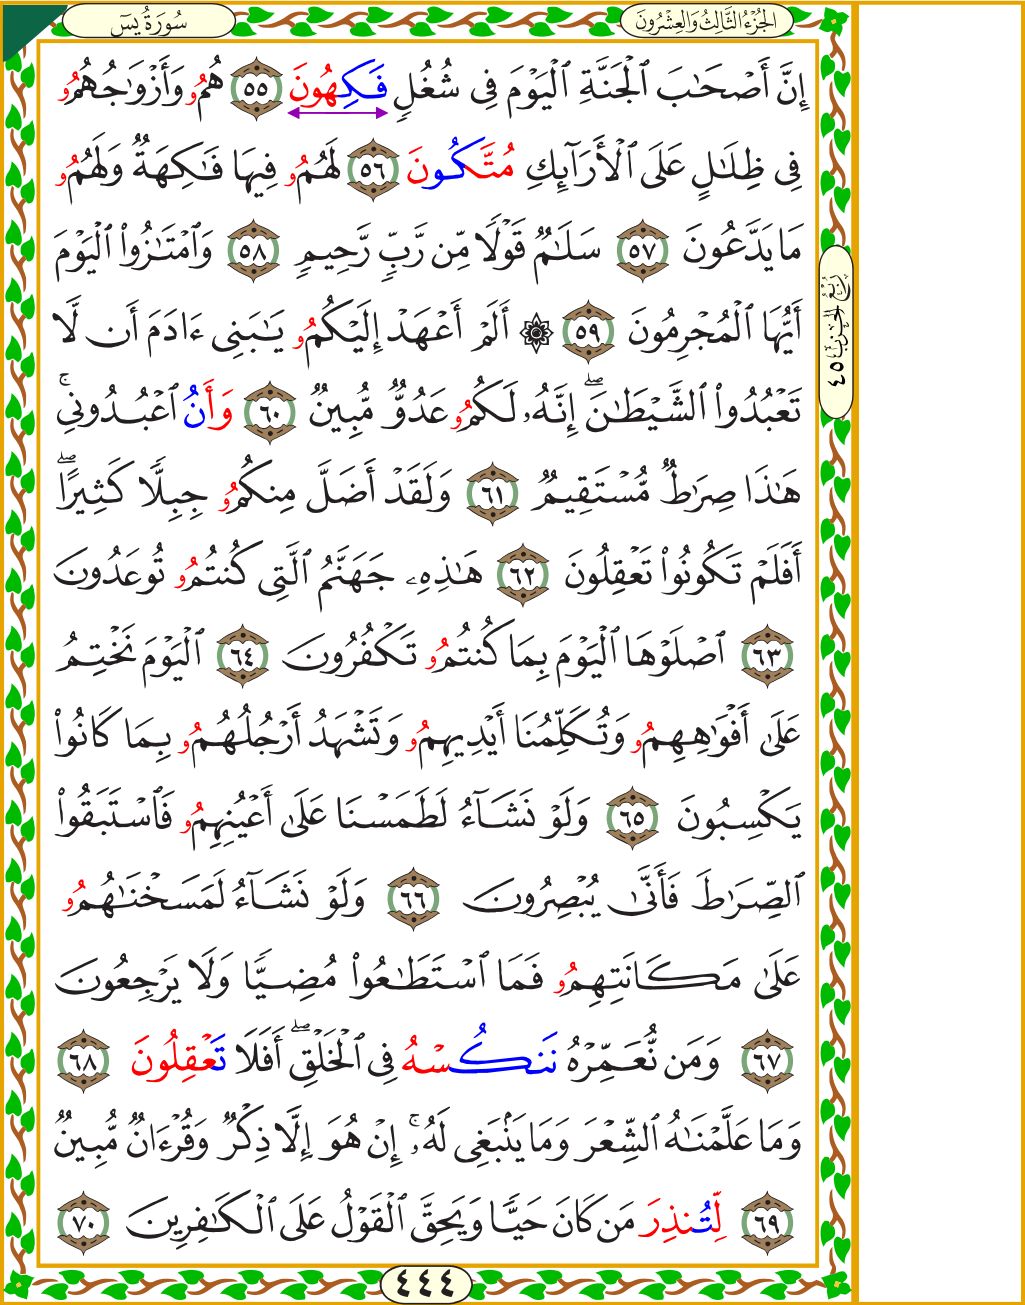 سُورَةُ يسٓ
الجُزْءُ الثَّالِثُ وَالعِشْرُونَ
إِنَّ أَصْحَٰبَ ٱلْجَنَّةِ ٱلْيَوْمَ فِى شُغُلٍ فَكِهُونَ ٥٥ هُمُو وَأَزْوَٰجُهُمُو
فِى ظِلَٰلٍ عَلَى ٱلْأَرَآئِكِ مُتَّكُونَ ٥٦ لَهُمُو فِيهَا فَٰكِهَةٌ وَلَهُمُو
مَا يَدَّعُونَ ٥٧ سَلَٰمٌ قَوْلًا مِّن رَّبٍّ رَّحِيمٍ ٥٨ وَٱمْتَٰزُوا۟ ٱلْيَوْمَ
أَيُّهَا ٱلْمُجْرِمُونَ ٥٩ ۞ أَلَمْ أَعْهَدْ إِلَيْكُمُو يَٰبَنِى ءَادَمَ أَن لَّا
تَعْبُدُوا۟ ٱلشَّيْطَٰنَۖ إِنَّهُۥ لَكُمُو عَدُوٌّ مُّبِينٌ ٦٠ وَأَنُ ٱعْبُدُونِىۚ
هَٰذَا صِرَٰطٌ مُّسْتَقِيمٌ ٦١ وَلَقَدْ أَضَلَّ مِنكُمُو جِبِلًّا كَثِيرًاۖ
أَفَلَمْ تَكُونُوا۟ تَعْقِلُونَ ٦٢ هَٰذِهِۦ جَهَنَّمُ ٱلَّتِى كُنتُمُو تُوعَدُونَ
٦٣ ٱصْلَوْهَا ٱلْيَوْمَ بِمَا كُنتُمُو تَكْفُرُونَ ٦٤ ٱلْيَوْمَ نَخْتِمُ
عَلَىٰٓ أَفْوَٰهِهِمُو وَتُكَلِّمُنَا أَيْدِيهِمُو وَتَشْهَدُ أَرْجُلُهُمُو بِمَا كَانُوا۟
يَكْسِبُونَ ٦٥ وَلَوْ نَشَآءُ لَطَمَسْنَا عَلَىٰٓ أَعْيُنِهِمُو فَٱسْتَبَقُوا۟
ٱلصِّرَٰطَ فَأَنَّىٰ يُبْصِرُونَ ٦٦ وَلَوْ نَشَآءُ لَمَسَخْنَٰهُمُو
عَلَىٰ مَكَانَتِهِمُو فَمَا ٱسْتَطَٰعُوا۟ مُضِيًّا وَلَا يَرْجِعُونَ
٦٧ وَمَن نُّعَمِّرْهُ نَنكُسْهُ فِى ٱلْخَلْقِۖ أَفَلَا تَعْقِلُونَ ٦٨
وَمَا عَلَّمْنَٰهُ ٱلشِّعْرَ وَمَا يَنۢبَغِى لَهُۥٓۚ إِنْ هُوَ إِلَّا ذِكْرٌ وَقُرْءَانٌ مُّبِينٌ
٦٩ لِّتُنذِرَ مَن كَانَ حَيًّا وَيَحِقَّ ٱلْقَوْلُ عَلَى ٱلْكَٰفِرِينَ ٧٠
رُبْعُ الحِزْبِ ٤٥
٤٤٤